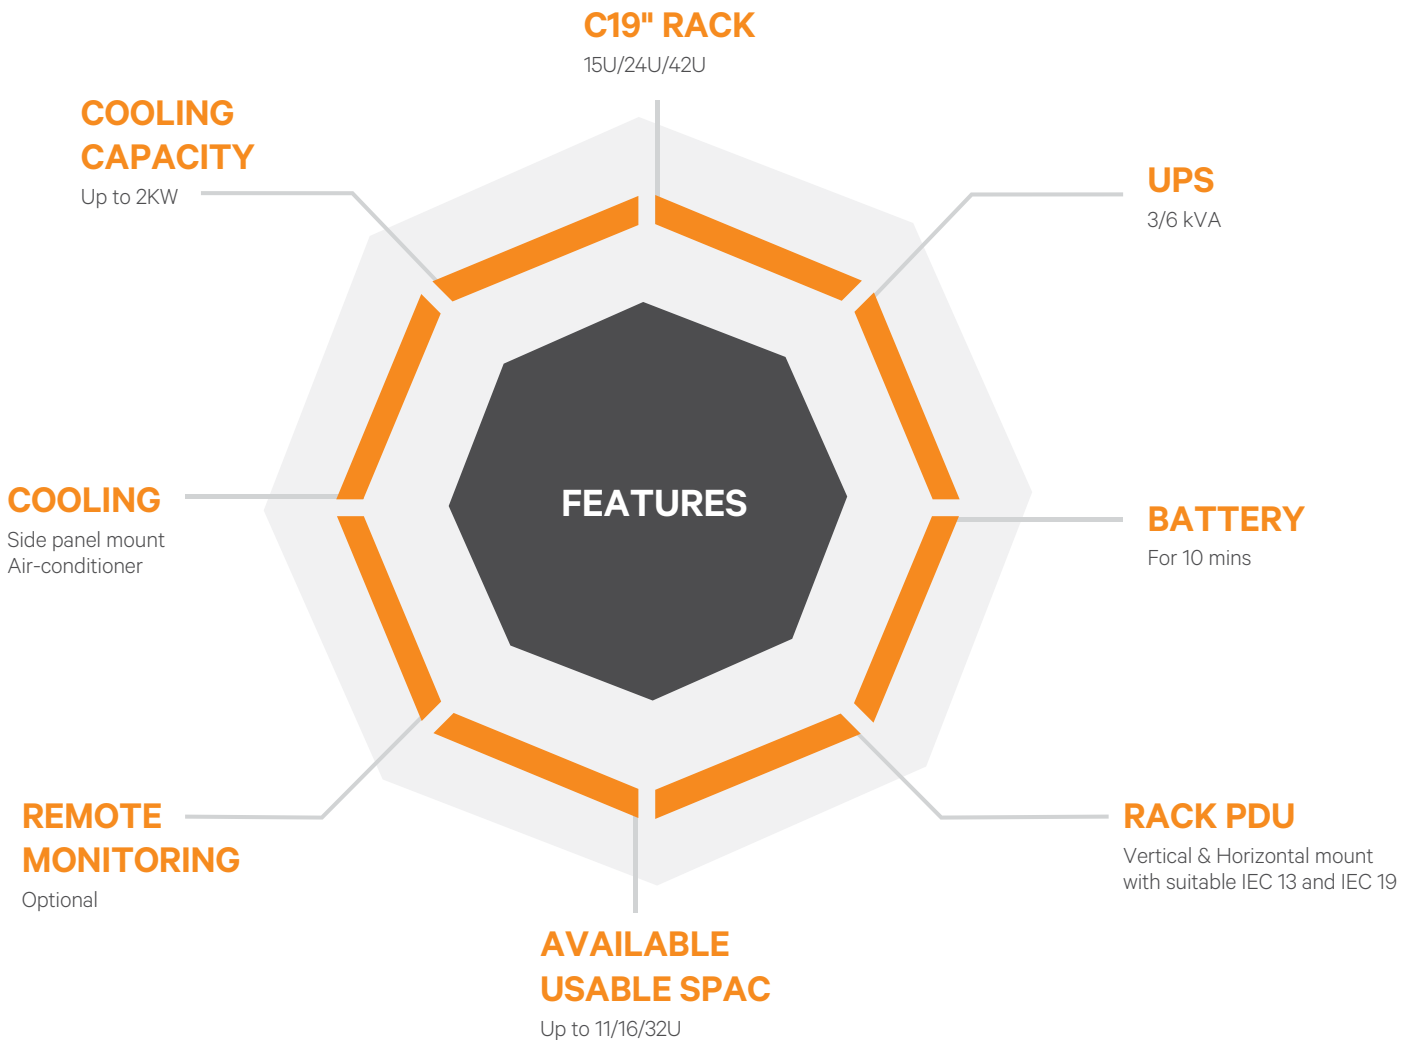 C19" RACK
15U/24U/42U
COOLING
CAPACITY
Up to 2KW
UPS
3/6 kVA
FEATURES
COOLING
Side panel mount
Air-conditioner
BATTERY
For 10 mins
REMOTE
MONITORING
Optional
RACK PDU
Vertical & Horizontal mount
with suitable IEC 13 and IEC 19
AVAILABLE
USABLE SPAC
Up to 11/16/32U